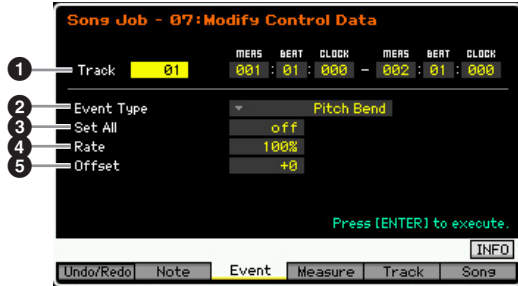 Song Job - 07:Modify Control Data
MEAS BEAT CLOCK MEAS BEAT CLOCK
1 Track 01 001 : 01 : 000 - 002 : 01 : 000
2 Event Type Pitch Bend
3 Set All off
4 Rate 100%
5 Offset +0
Press [ENTER] to execute.
INFO
Undo/Redo Note Event Measure Track Song